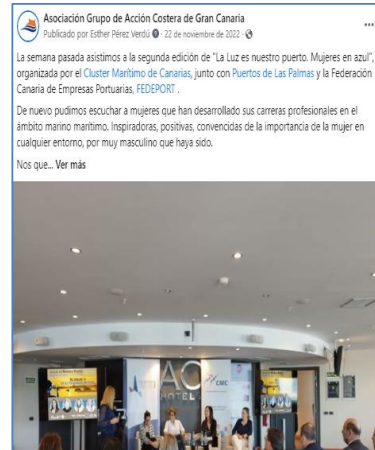 Asociación Grupo de Acción Costera de Gran Canaria
Publicado por Esther Pérez Verdú · 22 de noviembre de 2022 ·
La semana pasada asistimos a la segunda edición de "La Luz es nuestro puerto. Mujeres en azul",
organizada por el Cluster Marítimo de Canarias, junto con Puertos de Las Palmas y la Federación
Canaria de Empresas Portuarias, FEDEPORT .
De nuevo pudimos escuchar a mujeres que han desarrollado sus carreras profesionales en el
ámbito marino marítimo. Inspiradoras, positivas, convencidas de la importancia de la mujer en
cualquier entorno, por muy masculino que haya sido.
Nos que... Ver más
AC
HOTELS